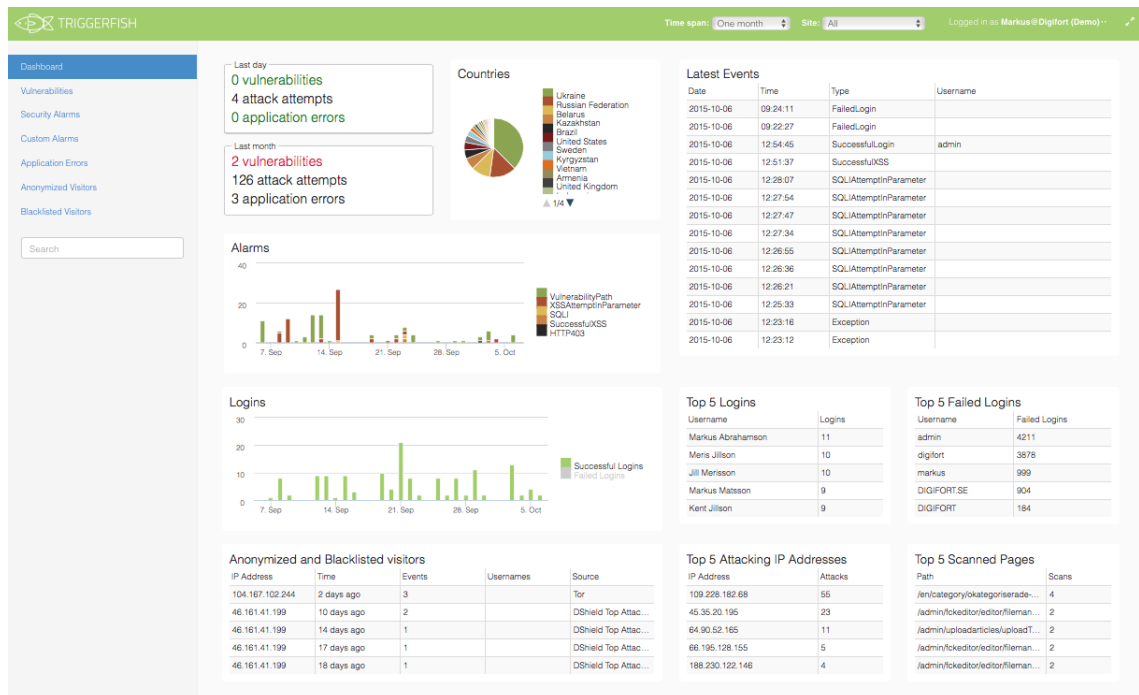 TRIGGERFISH
Time span: One month Site: All Logged in as Markus@Digifort (Demo)
Dashboard
Vulnerabilities
Security Alarms
Custom Alarms
Application Errors
Anonymized Visitors
Blacklisted Visitors
Search
Last day
0 vulnerabilities
4 attack attempts
0 application errors
Last month
2 vulnerabilities
126 attack attempts
3 application errors
Countries
Ukraine
Russian Federation
Belarus
Kazakhstan
Brazil
United States
Sweden
Kyrgyzstan
Vietnam
Armenia
United Kingdom
1/4
Latest Events
Date Time Type Username
2015-10-06 09:24:11 FailedLogin
2015-10-06 09:22:27 FailedLogin
2015-10-06 12:54:45 SuccessfulLogin admin
2015-10-06 12:51:37 SuccessfulXSS
2015-10-06 12:28:07 SQLIAttemptInParameter
2015-10-06 12:27:54 SQLIAttemptInParameter
2015-10-06 12:27:47 SQLIAttemptInParameter
2015-10-06 12:27:34 SQLIAttemptInParameter
2015-10-06 12:26:55 SQLIAttemptInParameter
2015-10-06 12:26:36 SQLIAttemptInParameter
2015-10-06 12:26:21 SQLIAttemptInParameter
2015-10-06 12:25:33 SQLIAttemptInParameter
2015-10-06 12:23:16 Exception
2015-10-06 12:23:12 Exception
Alarms
40
20
0
7. Sep 14. Sep 21. Sep 28. Sep 5. Oct
VulnerabilityPath
XSSAttemptInParameter
SQLI
SuccessfulXSS
HTTP403
Logins
30
20
10
0
7. Sep 14. Sep 21. Sep 28. Sep 5. Oct
Successful Logins
Failed Logins
Top 5 Logins
Username Logins
Markus Abrahamson 11
Meris Jillson 10
Jill Merisson 10
Markus Matsson 9
Kent Jillson 9
Top 5 Failed Logins
Username Failed Logins
admin 4211
digifort 3878
markus 999
DIGIFORT.SE 904
DIGIFORT 184
Anonymized and Blacklisted visitors
IP Address Time Events Usernames Source
104.167.102.244 2 days ago 3 Tor
46.161.41.199 10 days ago 2 DShield Top Attac...
46.161.41.199 14 days ago 1 DShield Top Attac...
46.161.41.199 17 days ago 1 DShield Top Attac...
46.161.41.199 18 days ago 1 DShield Top Attac...
Top 5 Attacking IP Addresses
IP Address Attacks
109.228.182.68 55
45.35.20.195 23
64.90.52.165 11
66.195.128.155 5
188.230.122.146 4
Top 5 Scanned Pages
Path Scans
/en/category/okategoriserade-... 4
/admin/fckeditor/editor/fileman... 2
/admin/uploadarticles/uploadT... 2
/admin/fckeditor/editor/fileman... 2
/admin/fckeditor/editor/fileman... 2